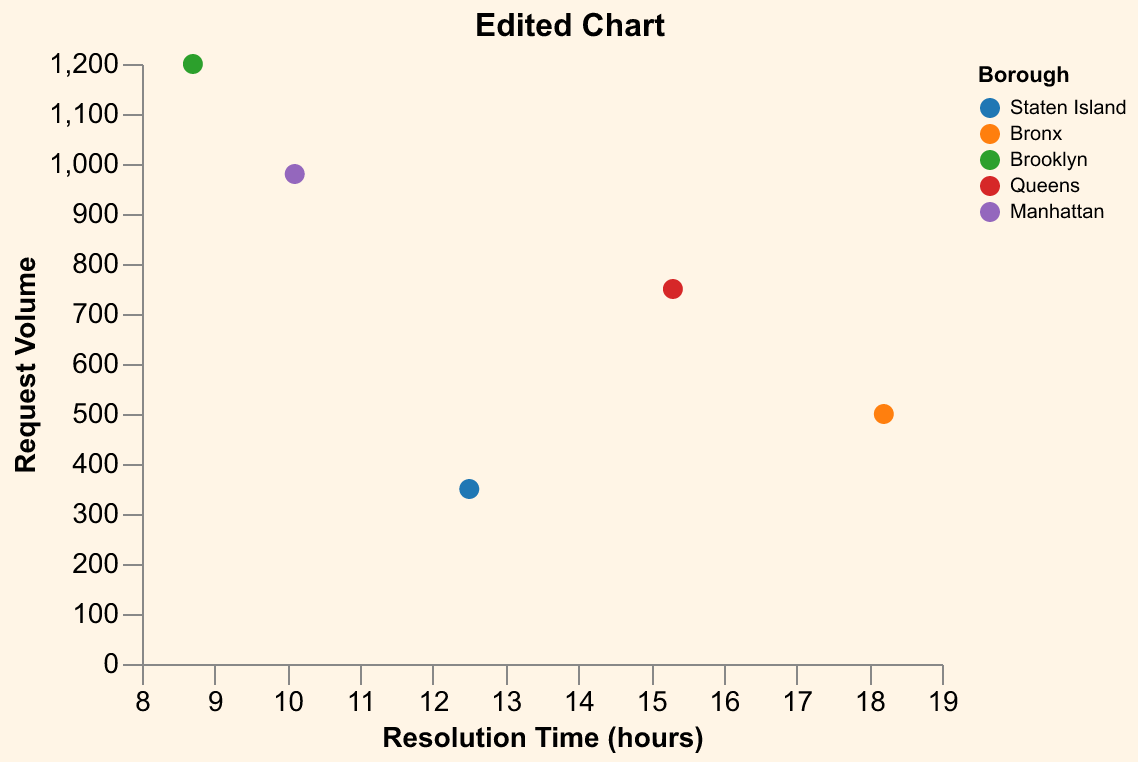 Edited Chart
1,200
1,100
1,000
900
800
700
600
500
400
300
200
100
0
Request Volume
8 9 10 11 12 13 14 15 16 17 18 19
Resolution Time (hours)
Borough
Staten Island
Bronx
Brooklyn
Queens
Manhattan